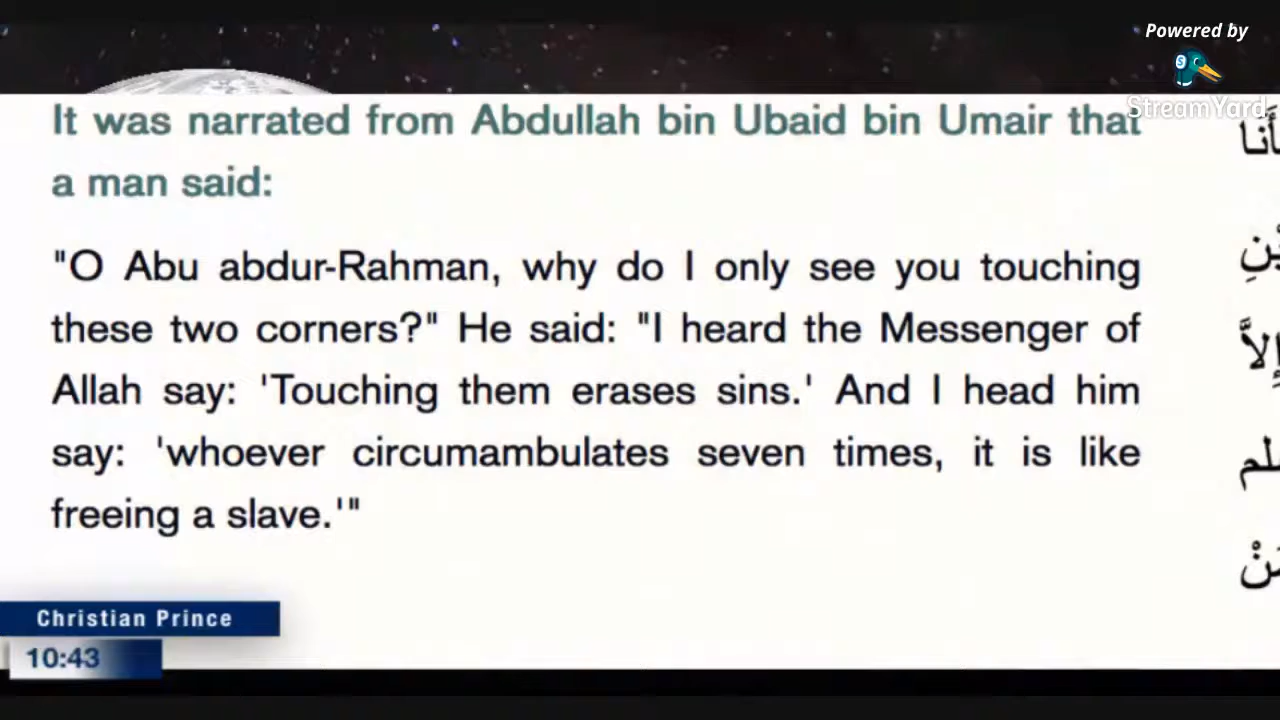 Powered by
StreamYard
It was narrated from Abdullah bin Ubaid bin Umair that
a man said:
"O Abu abdur-Rahman, why do I only see you touching
these two corners?" He said: "I heard the Messenger of
Allah say: 'Touching them erases sins.' And I head him
say: 'whoever circumambulates seven times, it is like
freeing a slave.'"
Christian Prince
10:43